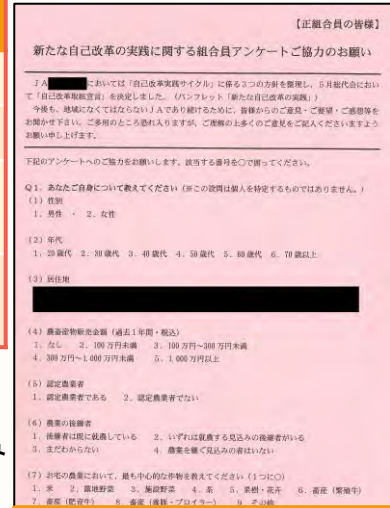 【正組合員の皆様】
新たな自己改革の実践に関する組合員アンケートご協力のお願い
ＪＡ　　　　においては「自己改革実践サイクル」に係る３つの方針を整理し、５月総代会におい
て「自己改革取組宣言」を決定しました。（パンフレット「新たな自己改革の実践」）
今後も、地域になくてはならないＪＡであり続けるために、皆様からのご意見・ご要望・ご感想等を
お聞かせ下さい。ご多用のところ恐れ入りますが、ご理解の上多くのご意見をご記入くださいますよう
お願い申し上げます。
下記のアンケートへのご協力をお願いします。該当する番号を○で囲ってください。
Ｑ１．あなたご自身について教えてください（※この設問は個人を特定するものではありません。）
（１）性別
１．男性　・　２．女性
（２）年代
１．20歳代　２．30歳代　３．40歳代　４．50歳代　５．60歳代　６．70歳以上
（３）居住地
（４）農畜産物販売金額（過去１年間・税込）
１．なし　２．100万円未満　３．100万円～300万円未満
４．300万円～1,000万円未満　５．1,000万円以上
（５）認定農業者
１．認定農業者である　２．認定農業者でない
（６）農業の後継者
１．後継者は既に就農している　２．いずれは就農する見込みの後継者がいる
３．まだわからない　４．農業を継ぐ見込みの者はいない
（７）お宅の農業において、最も中心的な作物を教えてください（１つに○）
１．米　２．露地野菜　３．施設野菜　４．茶　５．果樹・花卉　６．畜産（繁殖牛）
７．畜産（肥育牛）　８．畜産（養豚・ブロイラー）　９．その他